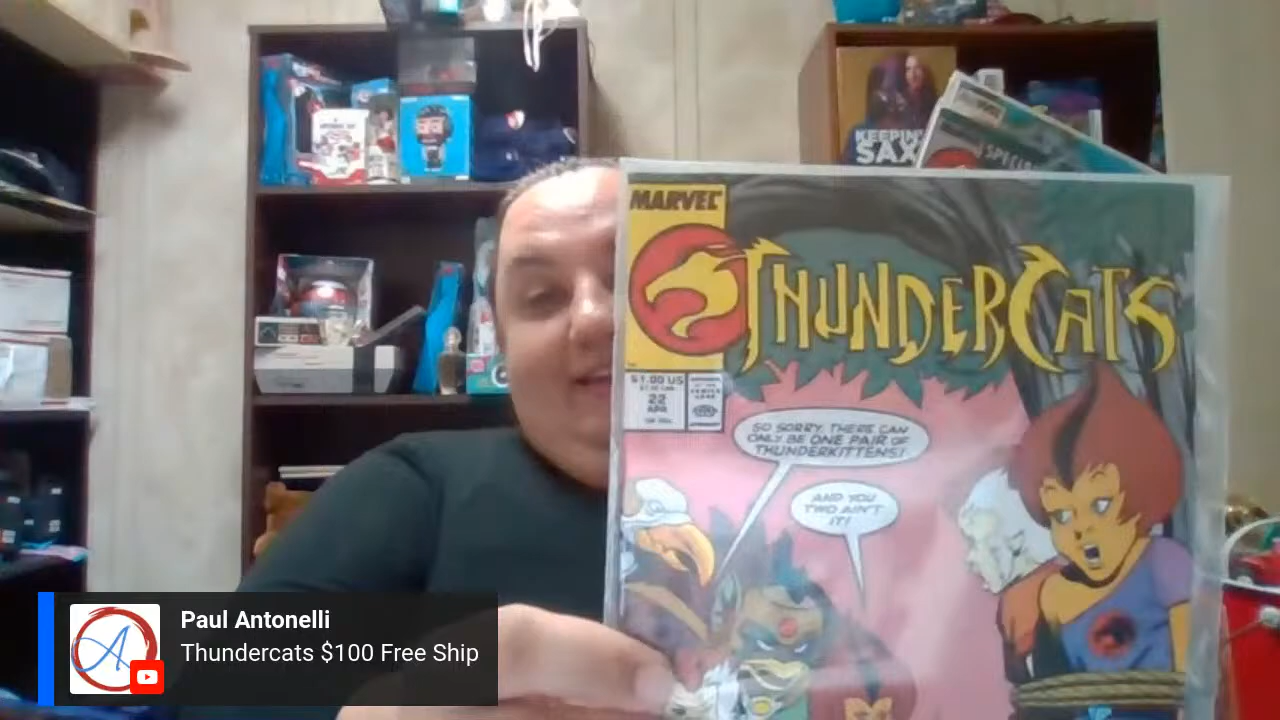 KEEPIN'
SAX
SPECIAL
MARVEL
THUNDERCATS
$1.00 US
22
APR
SO SORRY, THERE CAN
ONLY BE ONE PAIR OF
THUNDERKITTENS!
AND YOU
TWO AIN'T
IT!
Paul Antonelli
Thundercats $100 Free Ship